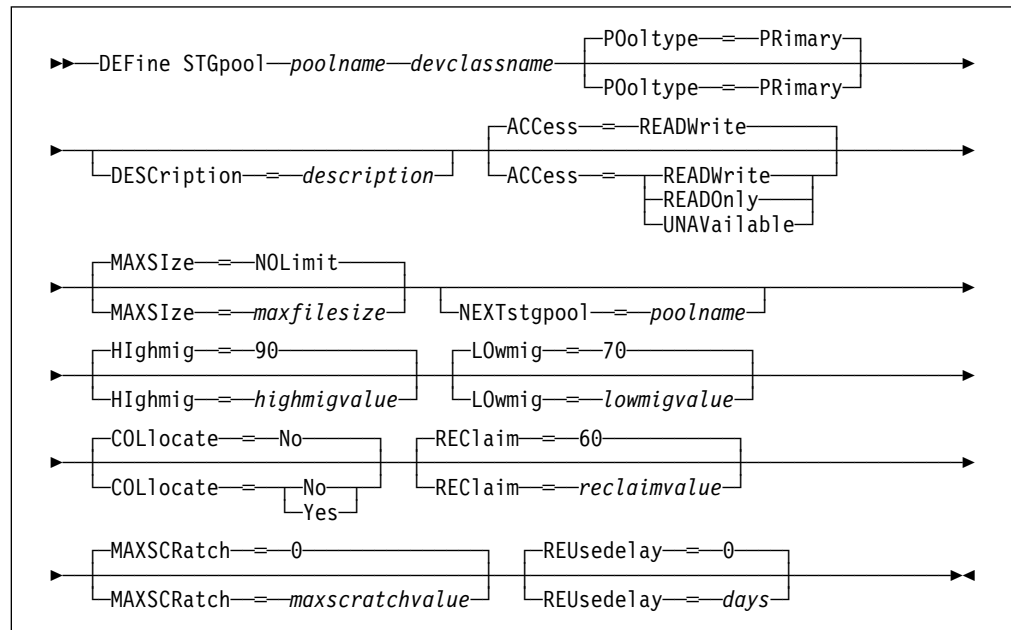 POoltype = PRimary
DEFine STGpool poolname devclassname
POoltype = PRimary
ACCess = READWrite
DESCription = description
ACCess = READWrite
READOnly
UNAVailable
MAXSIze = NOLimit
MAXSIze = maxfilesize
NEXTstgpool = poolname
HIghmig = 90
LOwmig = 70
HIghmig = highmigvalue
LOwmig = lowmigvalue
COLlocate = No
REClaim = 60
COLlocate = No
Yes
REClaim = reclaimvalue
MAXSCRatch = 0
REUsedelay = 0
MAXSCRatch = maxscratchvalue
REUsedelay = days